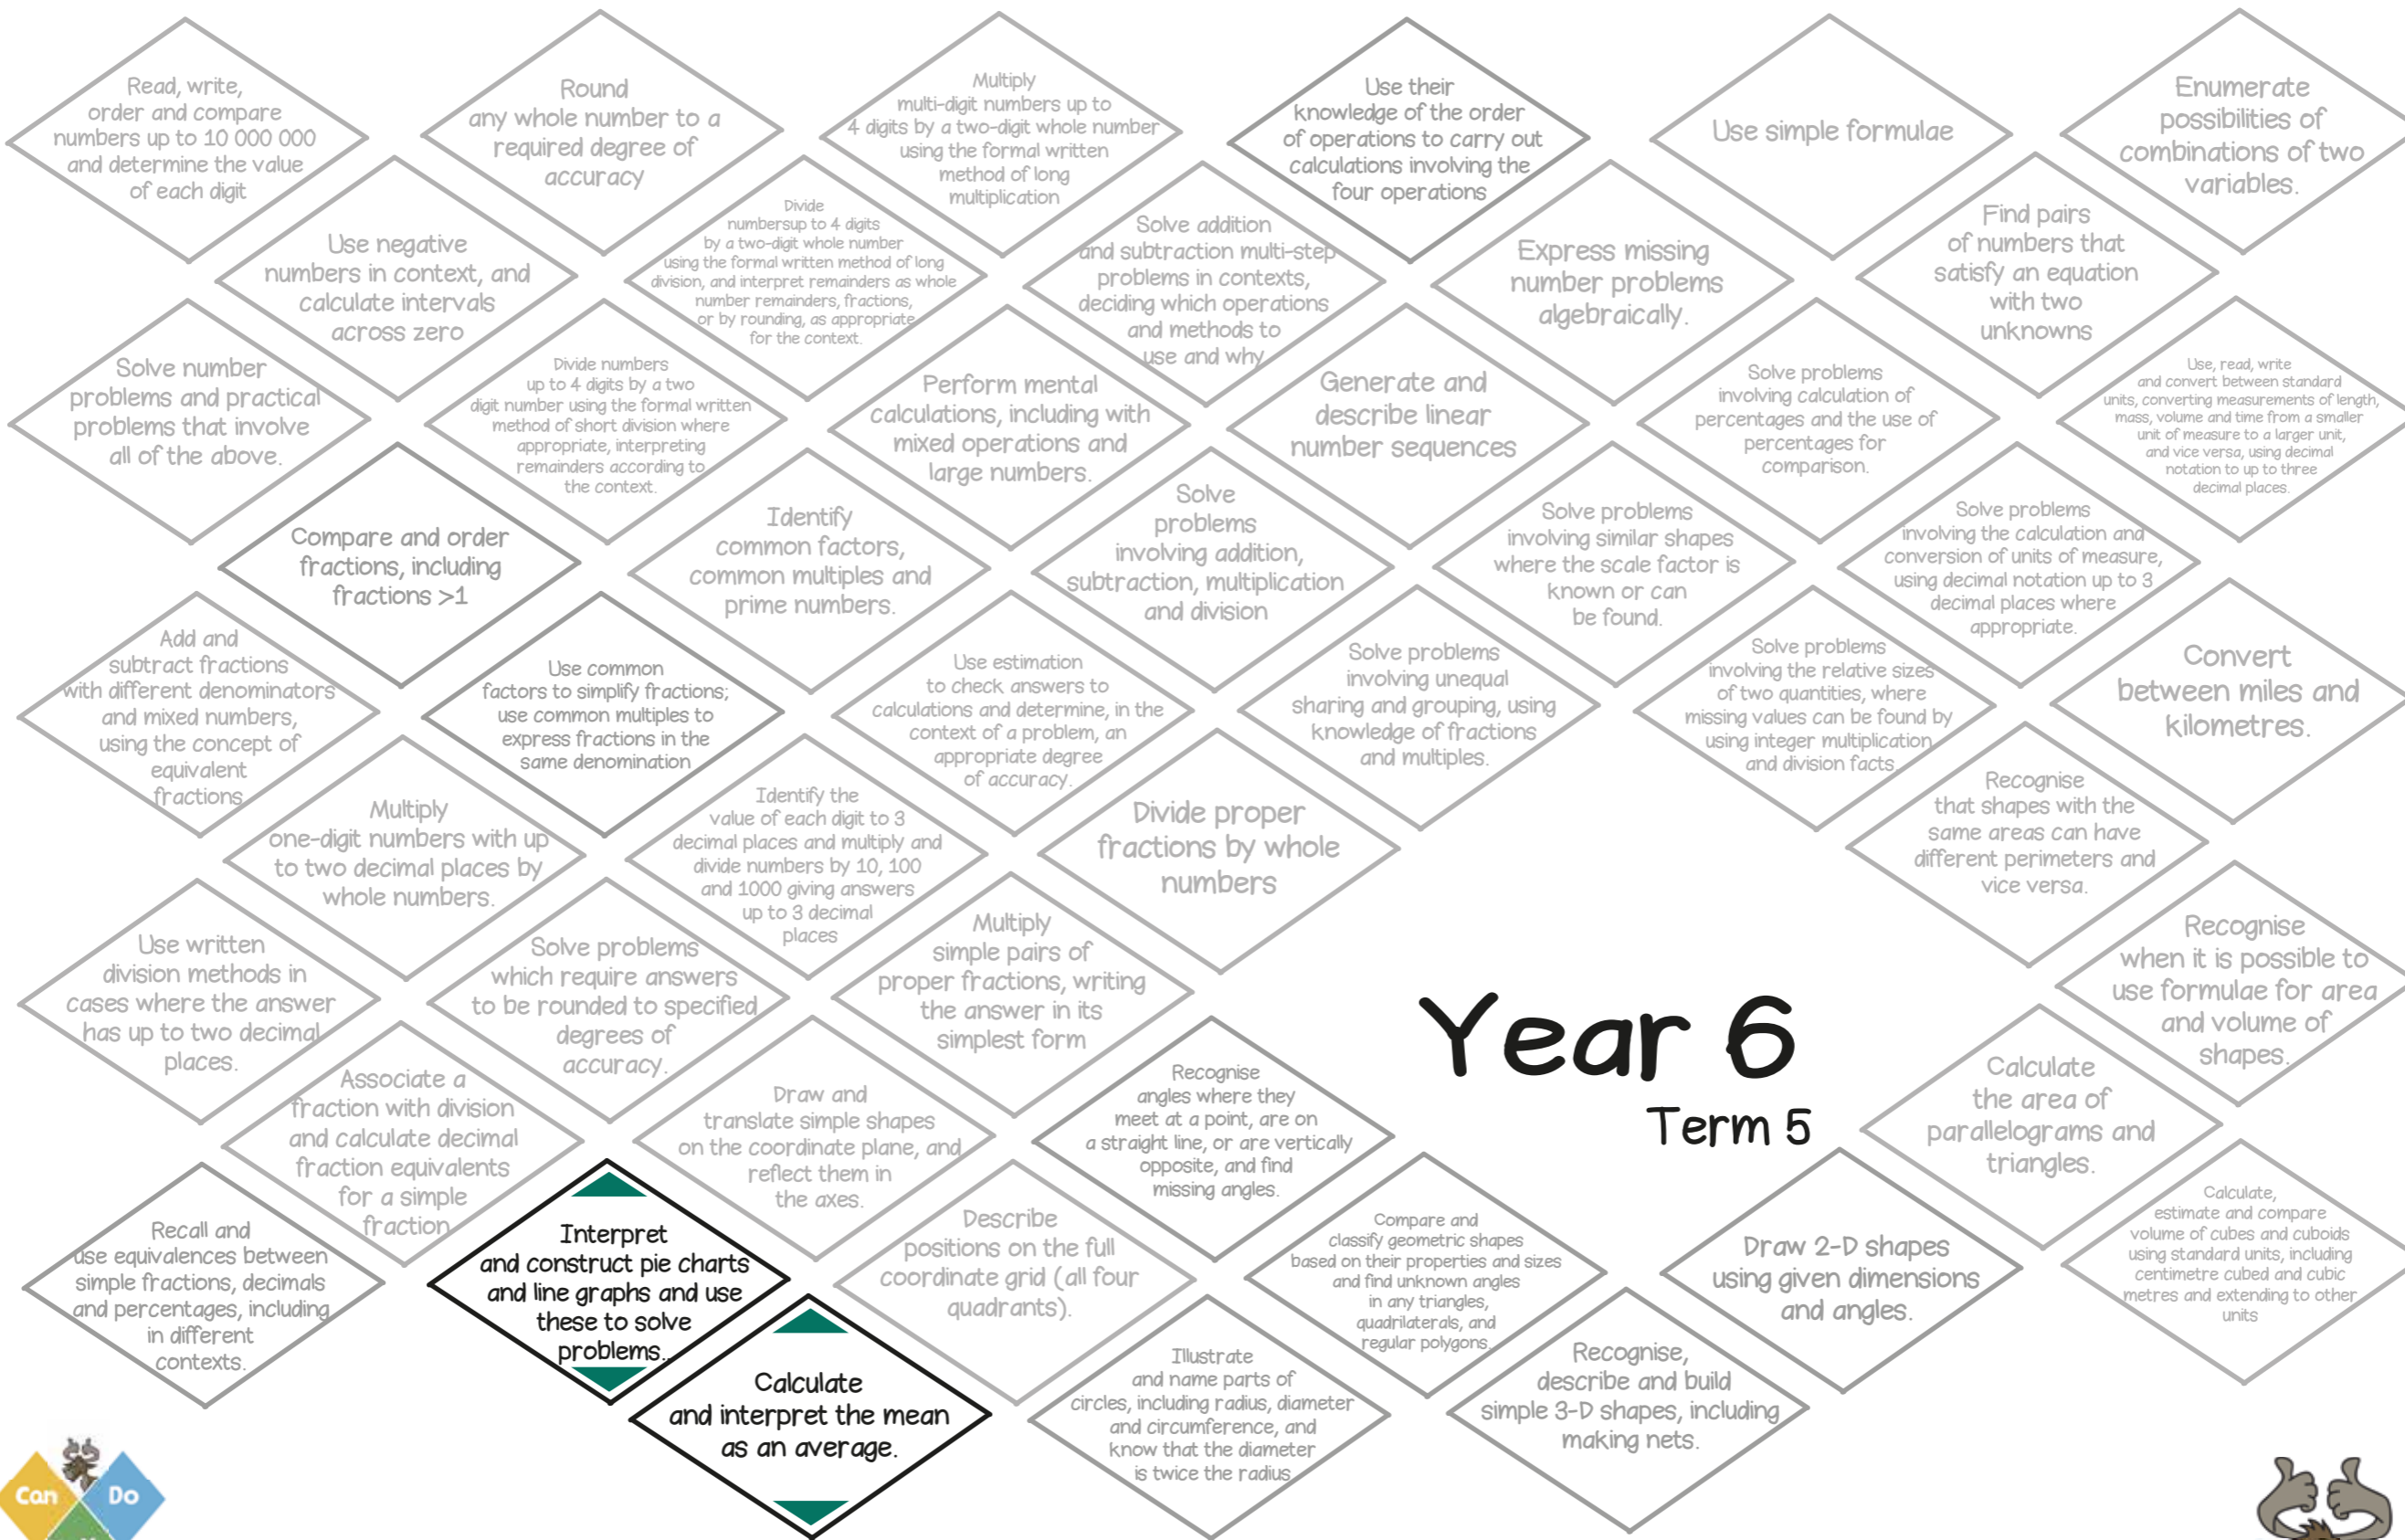 Read, write,
order and compare
numbers up to 10 000 000
and determine the value
of each digit
Round
any whole number to a
required degree of
accuracy
Multiply
multi-digit numbers up to
4 digits by a two-digit whole number
using the formal written
method of long
multiplication
Use their
knowledge of the order
of operations to carry out
calculations involving the
four operations
Use simple formulae
Enumerate
possibilities of
combinations of two
variables.
Use negative
numbers in context, and
calculate intervals
across zero
Divide
numbersup to 4 digits
by a two-digit whole number
using the formal written method of long
division, and interpret remainders as whole
number remainders, fractions,
or by rounding, as appropriate
for the context.
Solve addition
and subtraction multi-step
problems in contexts,
deciding which operations
and methods to
use and why
Express missing
number problems
algebraically.
Find pairs
of numbers that
satisfy an equation
with two
unknowns
Solve number
problems and practical
problems that involve
all of the above.
Divide numbers
up to 4 digits by a two
digit number using the formal written
method of short division where
appropriate, interpreting
remainders according to
the context.
Perform mental
calculations, including with
mixed operations and
large numbers.
Generate and
describe linear
number sequences
Solve problems
involving calculation of
percentages and the use of
percentages for
comparison.
Use, read, write
and convert between standard
units, converting measurements of length,
mass, volume and time from a smaller
unit of measure to a larger unit,
and vice versa, using decimal
notation to up to three
decimal places.
Compare and order
fractions, including
fractions >1
Identify
common factors,
common multiples and
prime numbers.
Solve
problems
involving addition,
subtraction, multiplication
and division
Solve problems
involving similar shapes
where the scale factor is
known or can
be found.
Solve problems
involving the calculation and
conversion of units of measure,
using decimal notation up to 3
decimal places where
appropriate.
Add and
subtract fractions
with different denominators
and mixed numbers,
using the concept of
equivalent
fractions
Use common
factors to simplify fractions;
use common multiples to
express fractions in the
same denomination
Use estimation
to check answers to
calculations and determine, in the
context of a problem, an
appropriate degree
of accuracy.
Solve problems
involving unequal
sharing and grouping, using
knowledge of fractions
and multiples.
Solve problems
involving the relative sizes
of two quantities, where
missing values can be found by
using integer multiplication
and division facts
Convert
between miles and
kilometres.
Multiply
one-digit numbers with up
to two decimal places by
whole numbers.
Identify the
value of each digit to 3
decimal places and multiply and
divide numbers by 10, 100
and 1000 giving answers
up to 3 decimal
places
Divide proper
fractions by whole
numbers
Recognise
that shapes with the
same areas can have
different perimeters and
vice versa.
Use written
division methods in
cases where the answer
has up to two decimal
places.
Solve problems
which require answers
to be rounded to specified
degrees of
accuracy.
Multiply
simple pairs of
proper fractions, writing
the answer in its
simplest form
Recognise
when it is possible to
use formulae for area
and volume of
shapes.
Year 6
Term 5
Associate a
fraction with division
and calculate decimal
fraction equivalents
for a simple
fraction
Draw and
translate simple shapes
on the coordinate plane, and
reflect them in
the axes.
Recognise
angles where they
meet at a point, are on
a straight line, or are vertically
opposite, and find
missing angles.
Calculate
the area of
parallelograms and
triangles.
Recall and
use equivalences between
simple fractions, decimals
and percentages, including
in different
contexts.
Interpret
and construct pie charts
and line graphs and use
these to solve
problems.
Describe
positions on the full
coordinate grid (all four
quadrants).
Compare and
classify geometric shapes
based on their properties and sizes
and find unknown angles
in any triangles,
quadrilaterals, and
regular polygons.
Draw 2-D shapes
using given dimensions
and angles.
Calculate,
estimate and compare
volume of cubes and cuboids
using standard units, including
centimetre cubed and cubic
metres and extending to other
units
Calculate
and interpret the mean
as an average.
Illustrate
and name parts of
circles, including radius, diameter
and circumference, and
know that the diameter
is twice the radius
Recognise,
describe and build
simple 3-D shapes, including
making nets.
Can Do